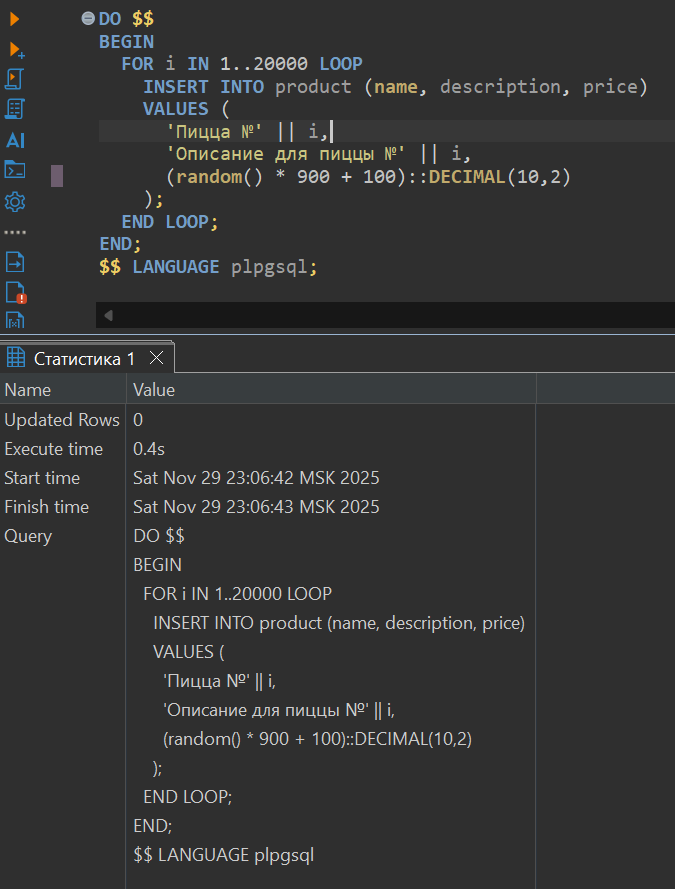 DO $$
BEGIN
FOR i IN 1..20000 LOOP
INSERT INTO product (name, description, price)
VALUES (
'Пицца №' || i,
'Описание для пиццы №' || i,
(random() * 900 + 100)::DECIMAL(10,2)
);
END LOOP;
END;
$$ LANGUAGE plpgsql;
AI
Статистика 1
Name Value
Updated Rows 0
Execute time 0.4s
Start time Sat Nov 29 23:06:42 MSK 2025
Finish time Sat Nov 29 23:06:43 MSK 2025
Query DO $$
BEGIN
FOR i IN 1..20000 LOOP
INSERT INTO product (name, description, price)
VALUES (
'Пицца №' || i,
'Описание для пиццы №' || i,
(random() * 900 + 100)::DECIMAL(10,2)
);
END LOOP;
END;
$$ LANGUAGE plpgsql